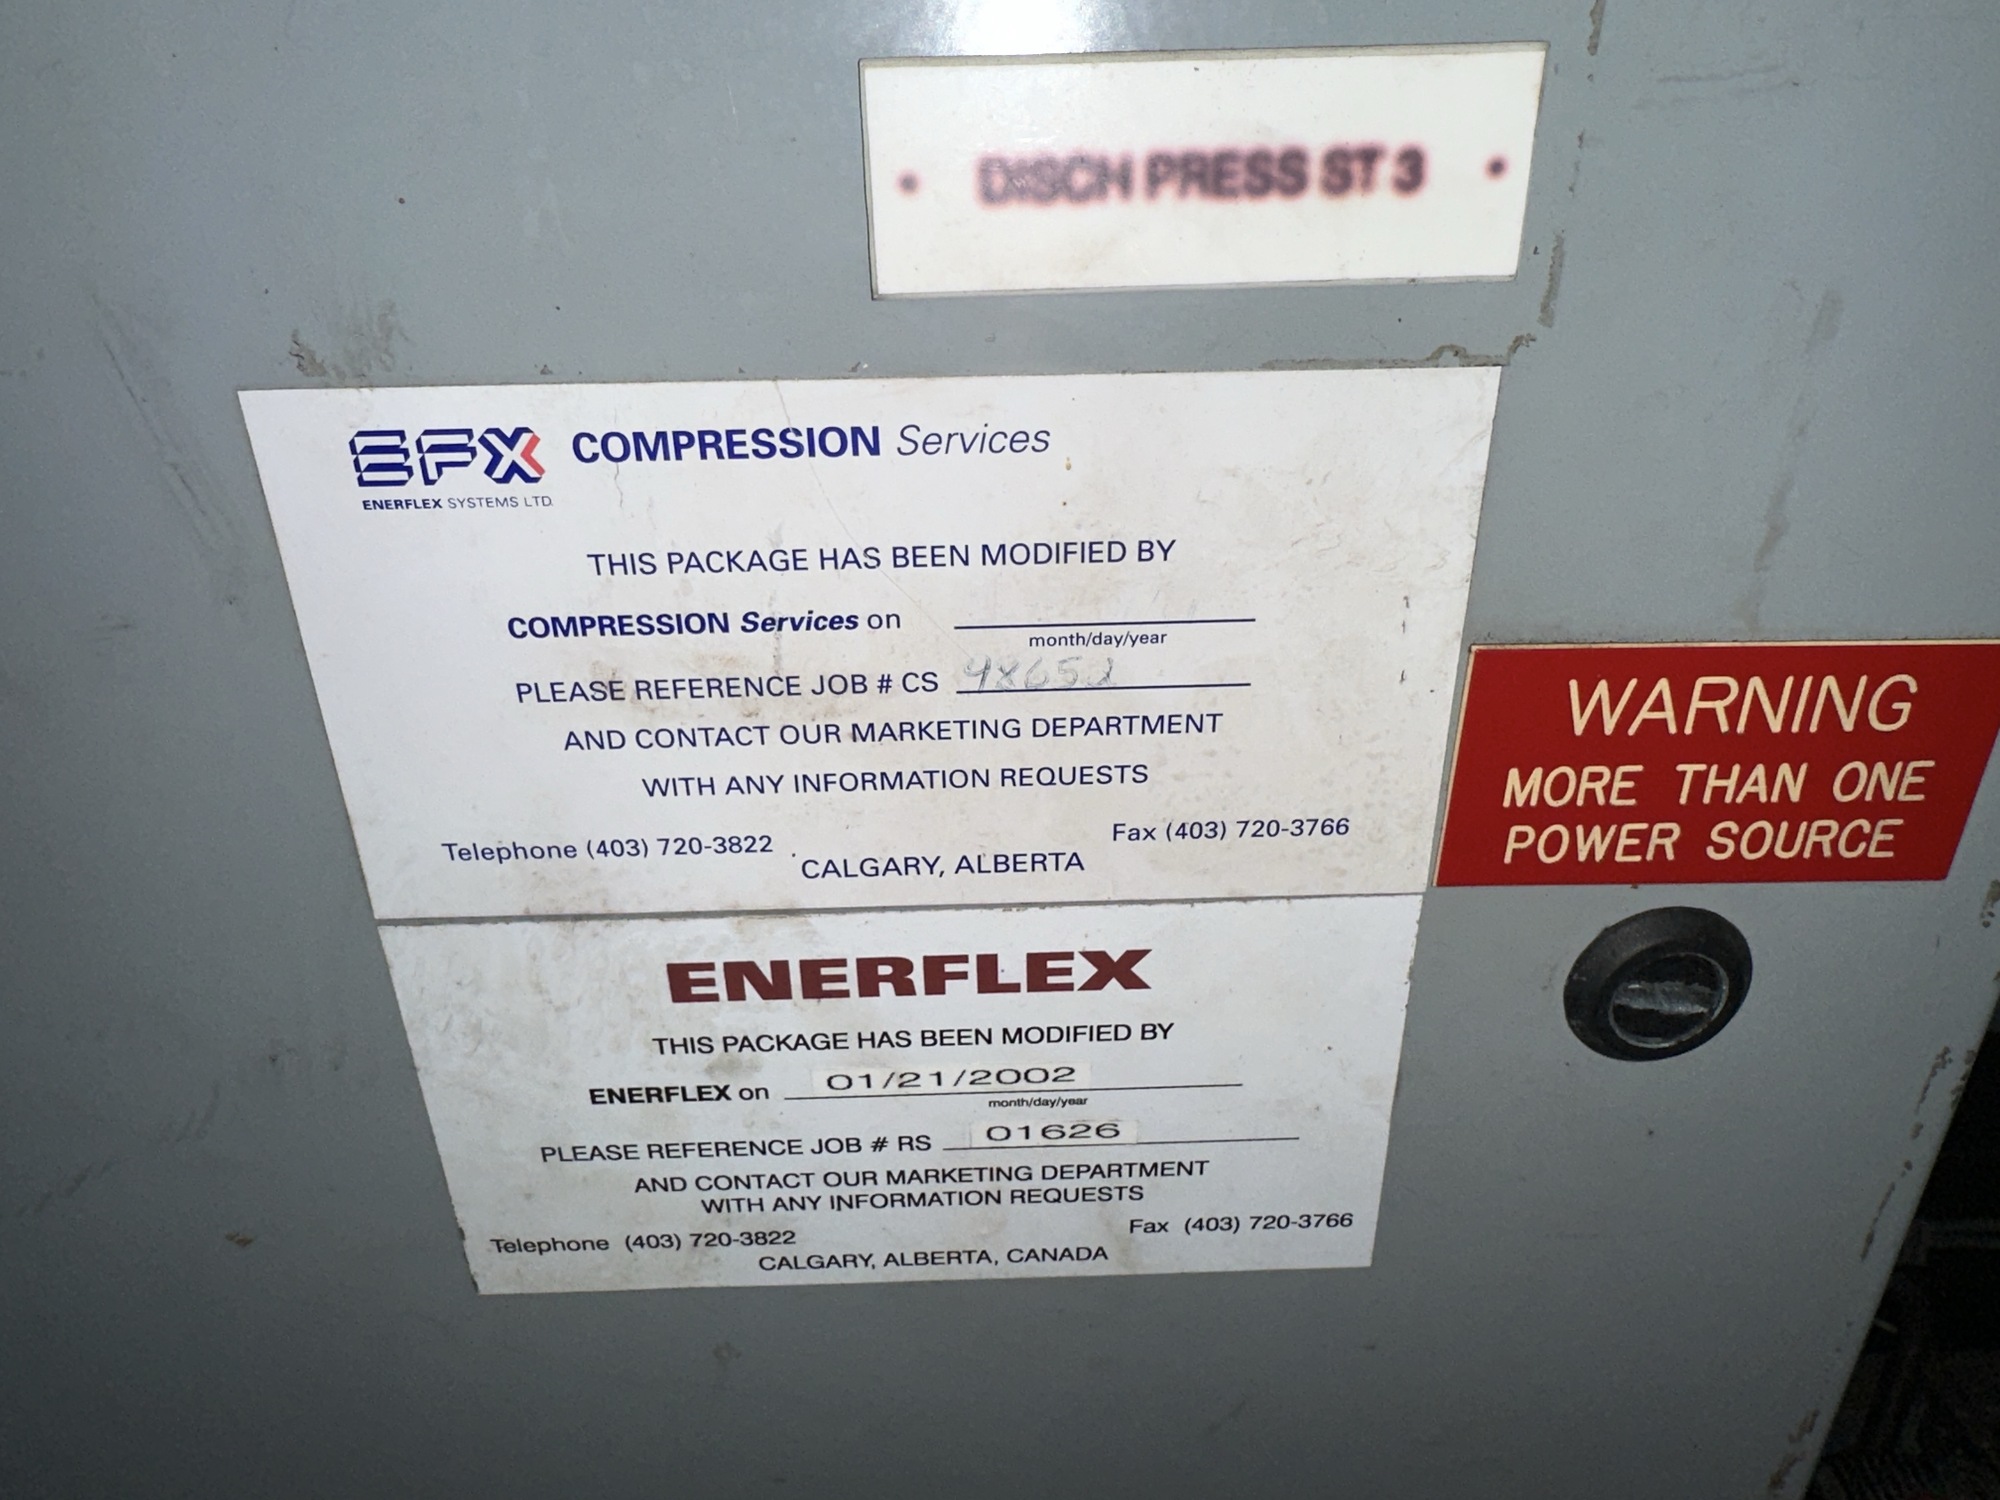 • DISCH PRESS ST 3 •
EFX COMPRESSION Services
ENERFLEX SYSTEMS LTD.
THIS PACKAGE HAS BEEN MODIFIED BY
COMPRESSION Services on
month/day/year
PLEASE REFERENCE JOB # CS 48652
AND CONTACT OUR MARKETING DEPARTMENT
WITH ANY INFORMATION REQUESTS
Telephone (403) 720-3822
Fax (403) 720-3766
CALGARY, ALBERTA
WARNING
MORE THAN ONE
POWER SOURCE
ENERFLEX
THIS PACKAGE HAS BEEN MODIFIED BY
ENERFLEX on 01/21/2002
month/day/year
PLEASE REFERENCE JOB # RS 01626
AND CONTACT OUR MARKETING DEPARTMENT
WITH ANY INFORMATION REQUESTS
Telephone (403) 720-3822
Fax (403) 720-3766
CALGARY, ALBERTA, CANADA